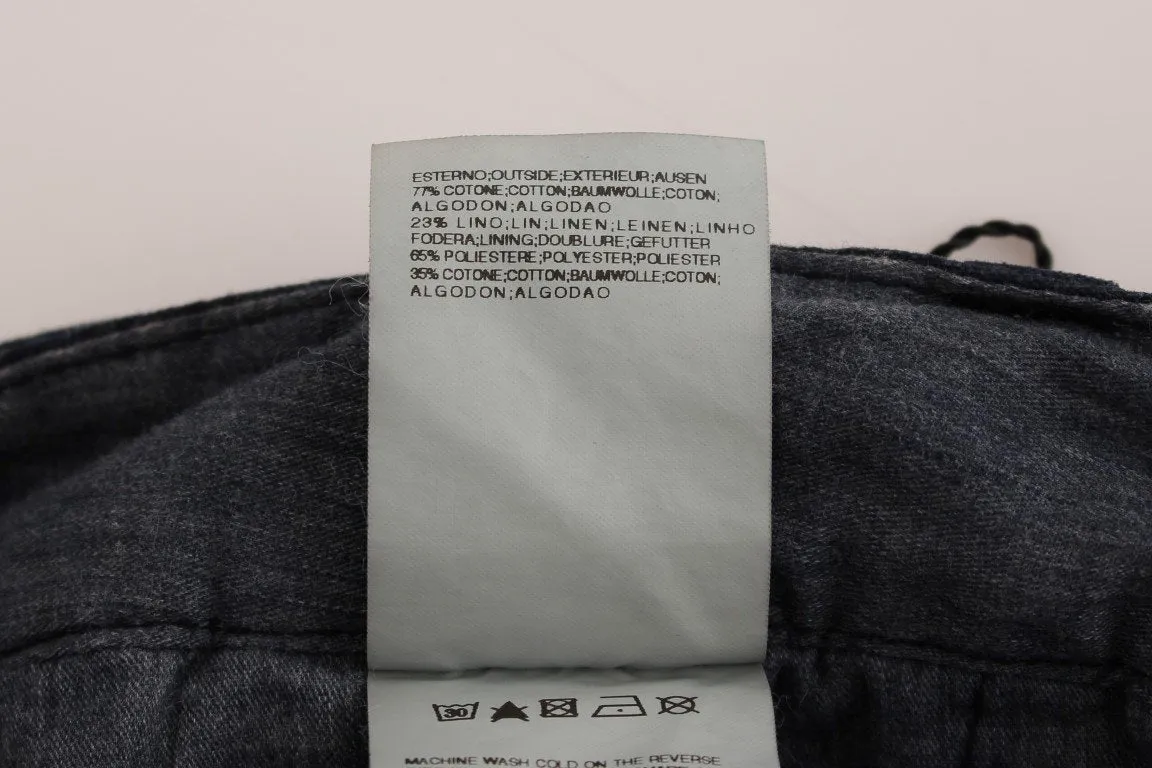 ESTERNO;OUTSIDE;EXTERIEUR;AUSEN
77% COTONE;COTTON;BAUMWOLLE;COTON;
ALGODON;ALGODAO
23% LINO;LIN;LINEN;LEINEN;LINHO
FODERA;LINING;DOUBLURE;GEFUTTER
65% POLIESTERE;POLYESTER;POLIESTER
35% COTONE;COTTON;BAUMWOLLE;COTON;
ALGODON;ALGODAO
30
MACHINE WASH COLD ON THE REVERSE